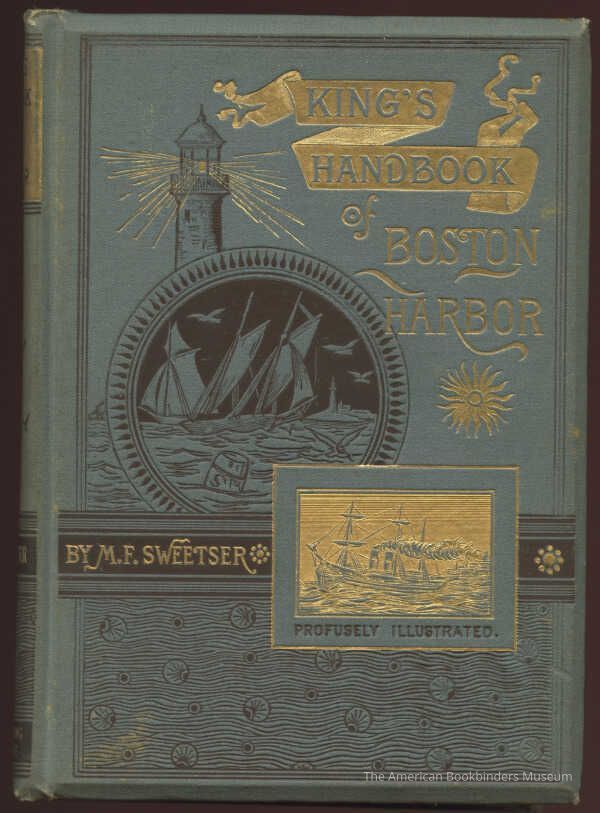 KING'S
HANDBOOK
of
BOSTON
HARBOR
BY M.F. SWEETSER
PROFUSELY ILLUSTRATED.
The American Bookbinders Museum